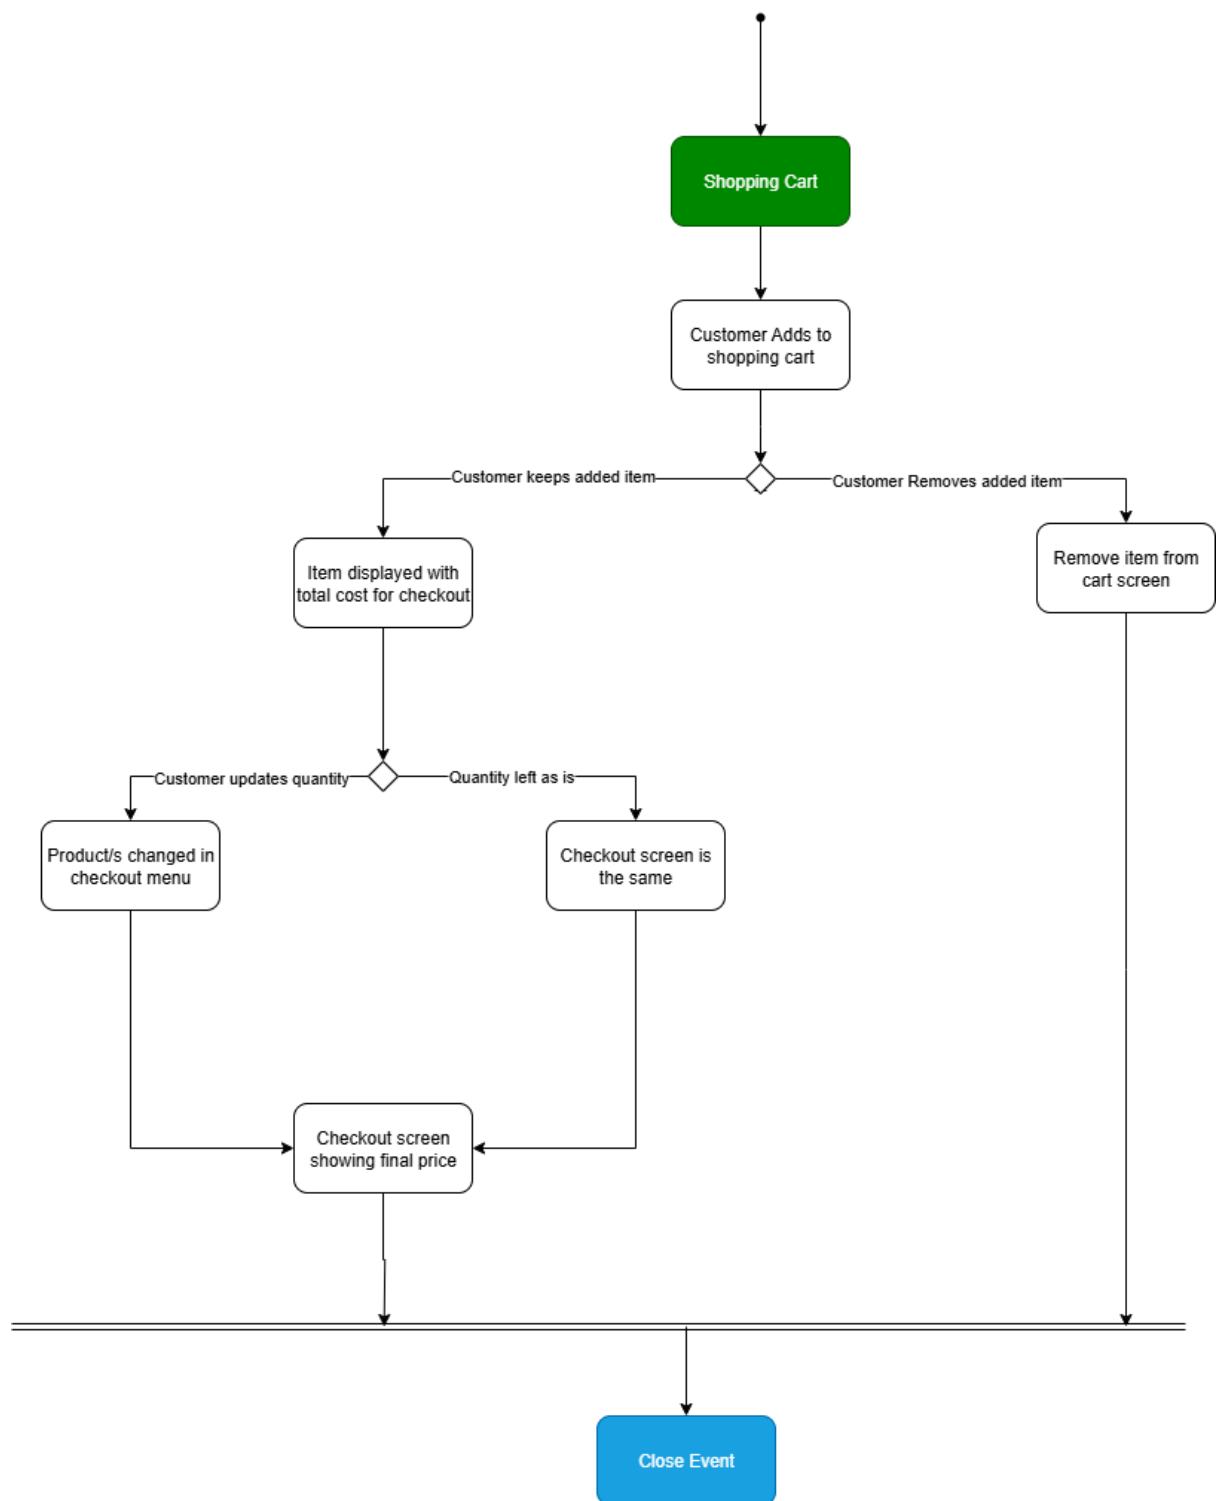 Shopping Cart
Customer Adds to
shopping cart
Customer keeps added item
Customer Removes added item
Item displayed with
total cost for checkout
Remove item from
cart screen
Customer updates quantity
Quantity left as is
Product/s changed in
checkout menu
Checkout screen is
the same
Checkout screen
showing final price
Close Event